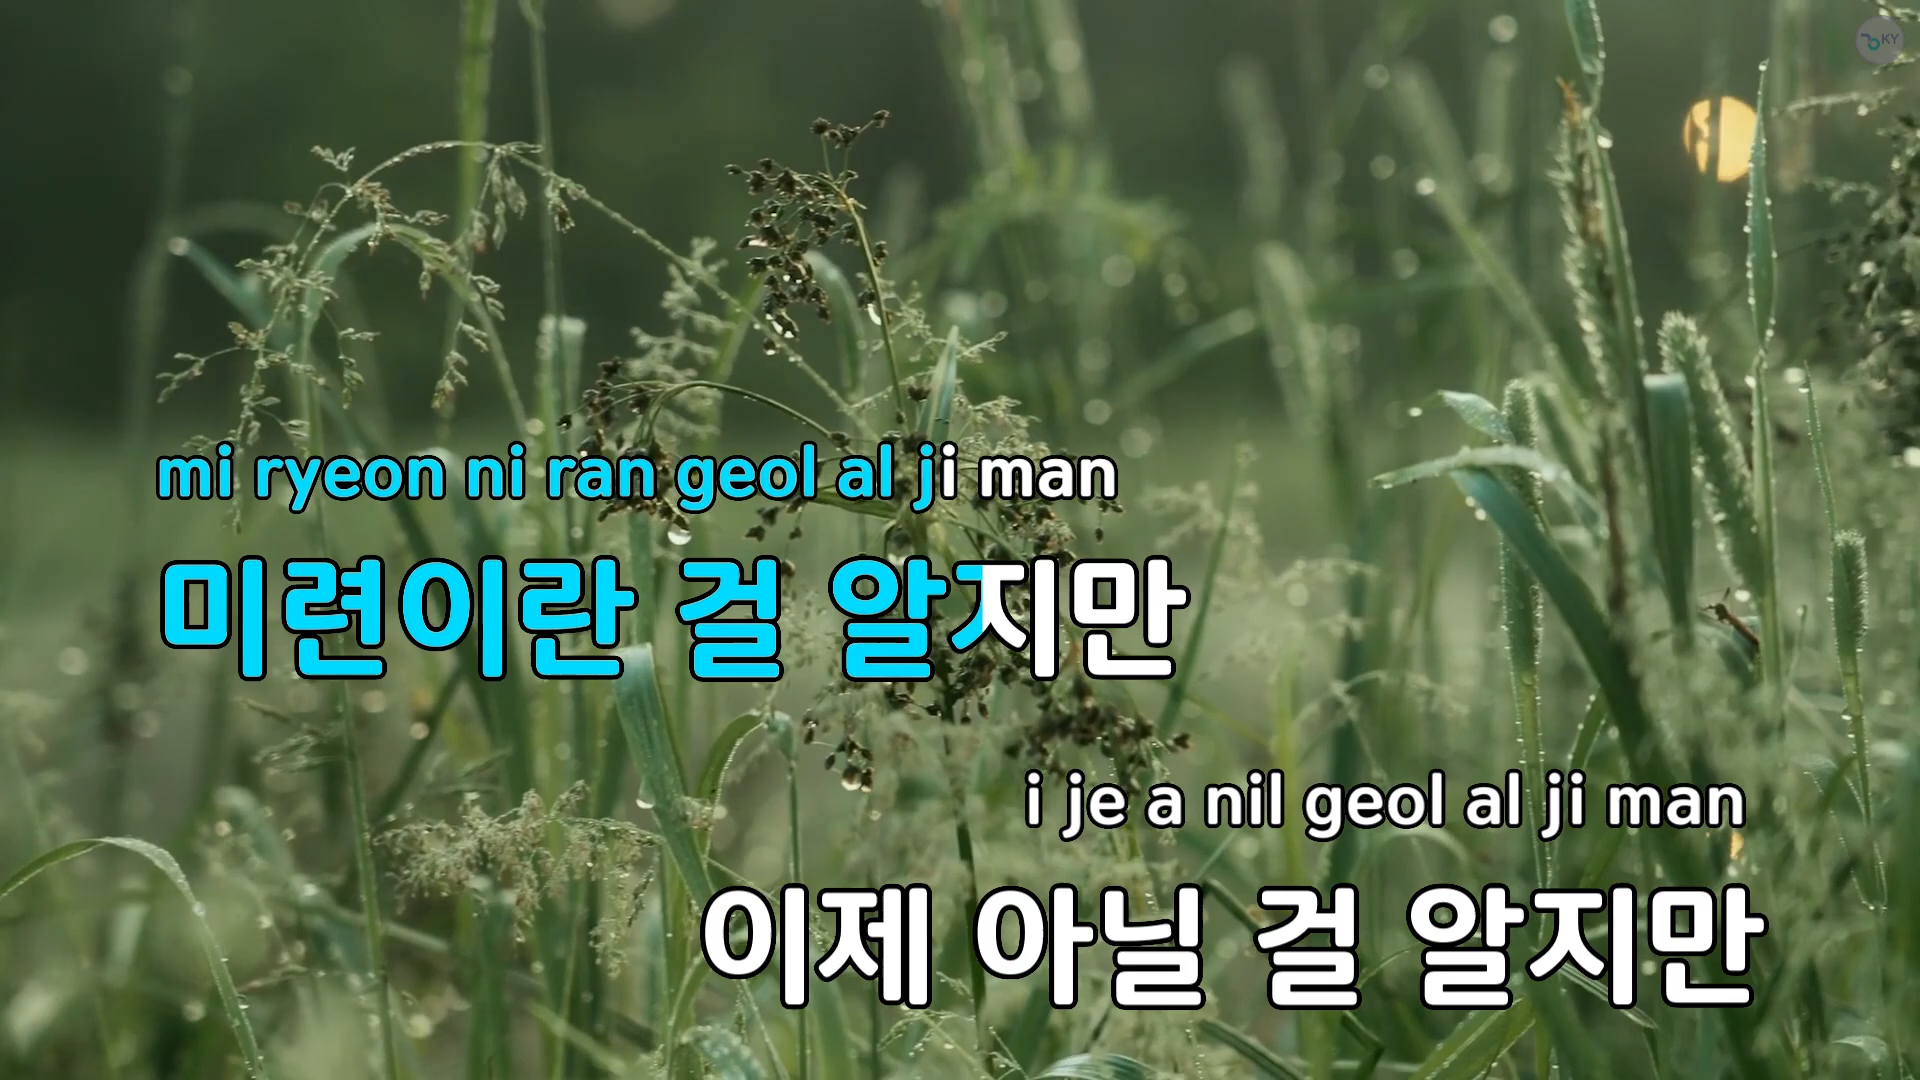 KY
mi ryeon ni ran geol al ji man
미련이란 걸 알지만
i je a nil geol al ji man
이제 아닐 걸 알지만